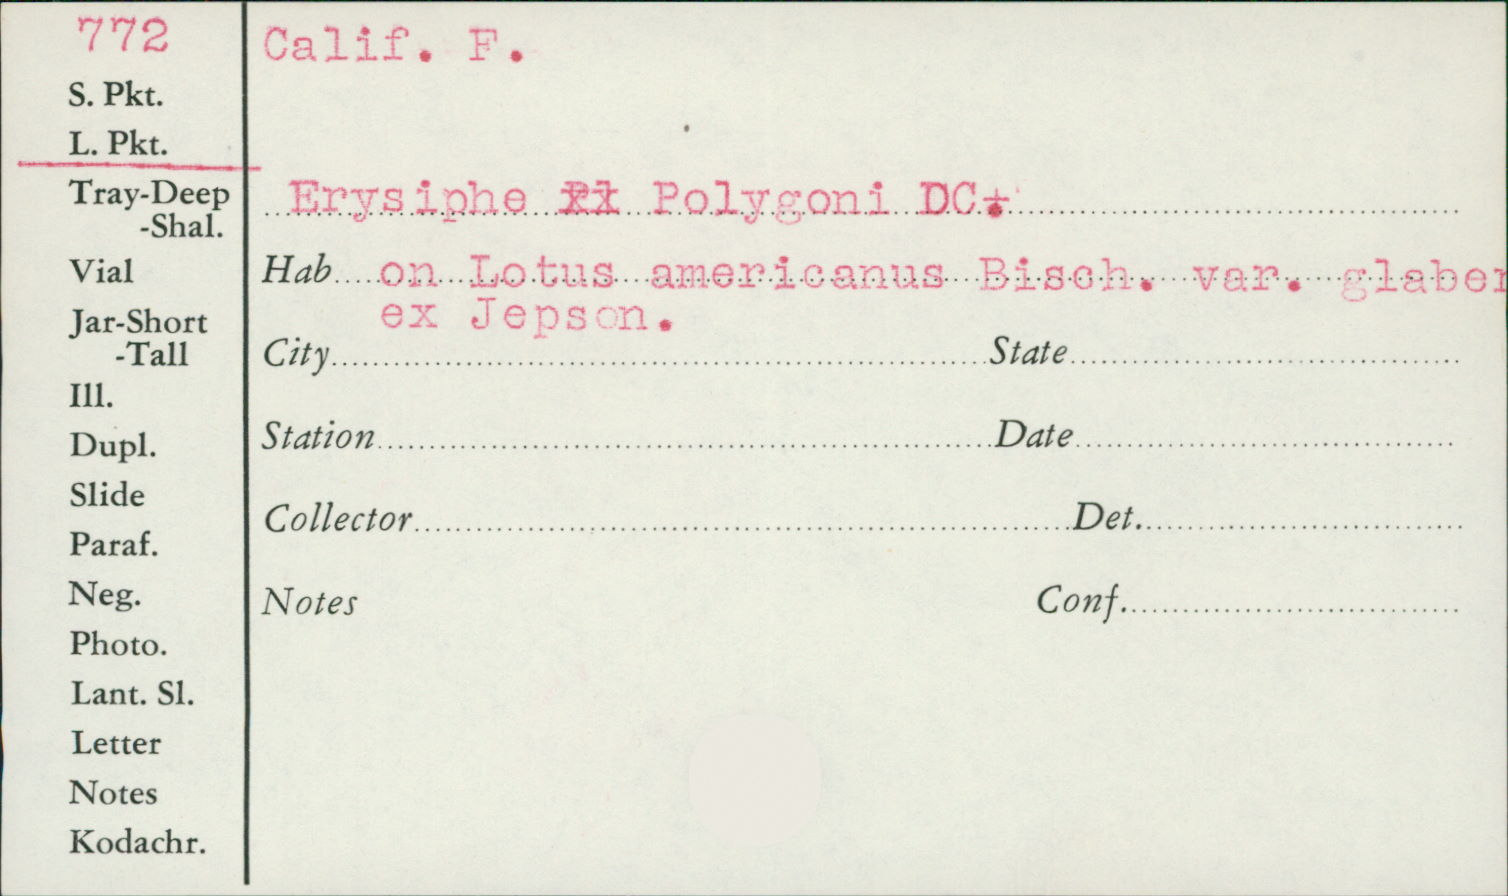 772
Calif. F.
S. Pkt.
L. Pkt.
Tray-Deep
-Shal.
Erysiphe Polygoni DC.
Vial
Hab on Lotus americanus Bisch. var. glaber
ex Jepson.
Jar-Short
-Tall
City State
Ill.
Dupl.
Station Date
Slide
Collector Det.
Paraf.
Neg.
Notes Conf.
Photo.
Lant. Sl.
Letter
Notes
Kodachr.